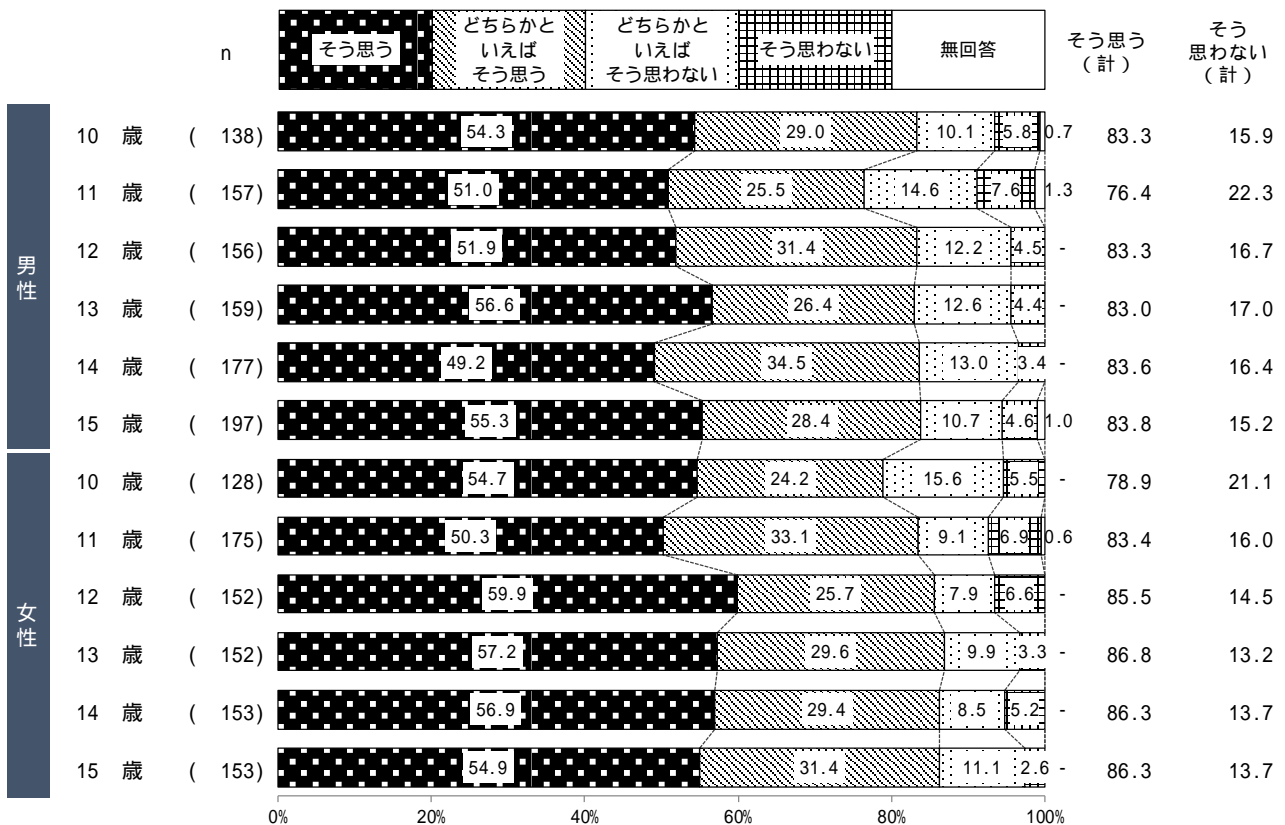 n
そう思う
どちらかと
いえば
そう思う
どちらかと
いえば
そう思わない
そう思わない
無回答
そう思う
（計）
そう
思わない
（計）
男性
10 歳 ( 138) 54.3 29.0 10.1 5.8 0.7 83.3 15.9
11 歳 ( 157) 51.0 25.5 14.6 7.6 1.3 76.4 22.3
12 歳 ( 156) 51.9 31.4 12.2 4.5 - 83.3 16.7
13 歳 ( 159) 56.6 26.4 12.6 4.4 - 83.0 17.0
14 歳 ( 177) 49.2 34.5 13.0 3.4 - 83.6 16.4
15 歳 ( 197) 55.3 28.4 10.7 4.6 1.0 83.8 15.2
女性
10 歳 ( 128) 54.7 24.2 15.6 5.5 - 78.9 21.1
11 歳 ( 175) 50.3 33.1 9.1 6.9 0.6 83.4 16.0
12 歳 ( 152) 59.9 25.7 7.9 6.6 - 85.5 14.5
13 歳 ( 152) 57.2 29.6 9.9 3.3 - 86.8 13.2
14 歳 ( 153) 56.9 29.4 8.5 5.2 - 86.3 13.7
15 歳 ( 153) 54.9 31.4 11.1 2.6 - 86.3 13.7
0% 20% 40% 60% 80% 100%